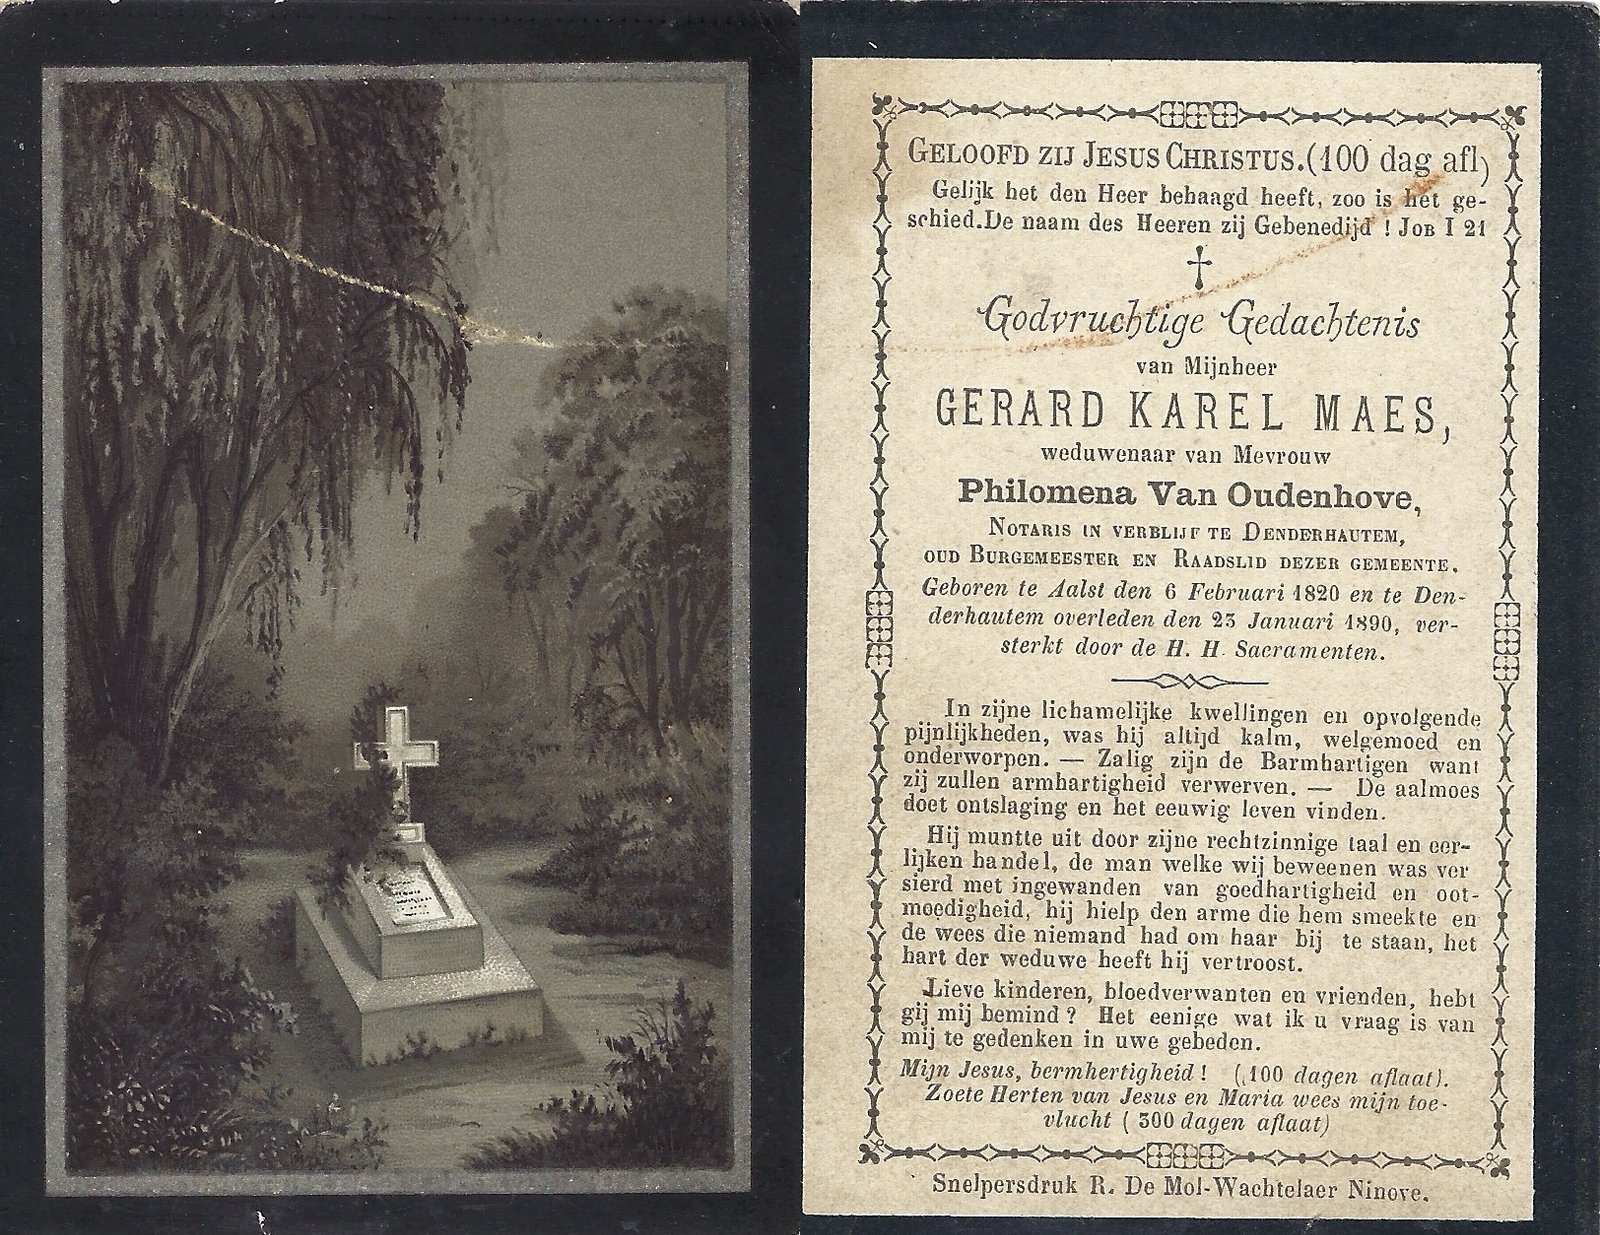 GELOOFD ZIJ JESUS CHRISTUS. (100 dag afl)
Gelijk het den Heer behaagd heeft, zoo is het ge-
schied. De naam des Heeren zij Gebenedijd ! JOB I 21
Godvruchtige Gedachtenis
van Mijnheer
GERARD KAREL MAES,
weduwenaar van Mevrouw
Philomena Van Oudenhove,
NOTARIS IN VERBLIJF TE DENDERHAUTEM,
OUD BURGEMEESTER EN RAADSLID DEZER GEMEENTE.
Geboren te Aalst den 6 Februari 1820 en te Den-
derhautem overleden den 23 Januari 1890, ver-
sterkt door de H. H. Sacramenten.
In zijne lichamelijke kwellingen en opvolgende
pijnlijkheden, was hij altijd kalm, welgemoed en
onderworpen. — Zalig zijn de Barmhartigen want
zij zullen armhartigheid verwerven. — De aalmoes
doet ontslaging en het eeuwig leven vinden.
Hij muntte uit door zijne rechtzinnige taal en eer-
lijken handel, de man welke wij beweenen was ver
sierd met ingewanden van goedhartigheid en oot-
moedigheid, hij hielp den arme die hem smeekte en
de wees die niemand had om haar bij te staan, het
hart der weduwe heeft hij vertroost.
Lieve kinderen, bloedverwanten en vrienden, hebt
gij mij bemind ? Het eenige wat ik u vraag is van
mij te gedenken in uwe gebeden.
Mijn Jesus, bermhertigheid ! (100 dagen aflaat).
Zoete Herten van Jesus en Maria wees mijn toe-
vlucht ( 300 dagen aflaat)
Snelpersdruk R. De Mol-Wachtelaer Ninove.